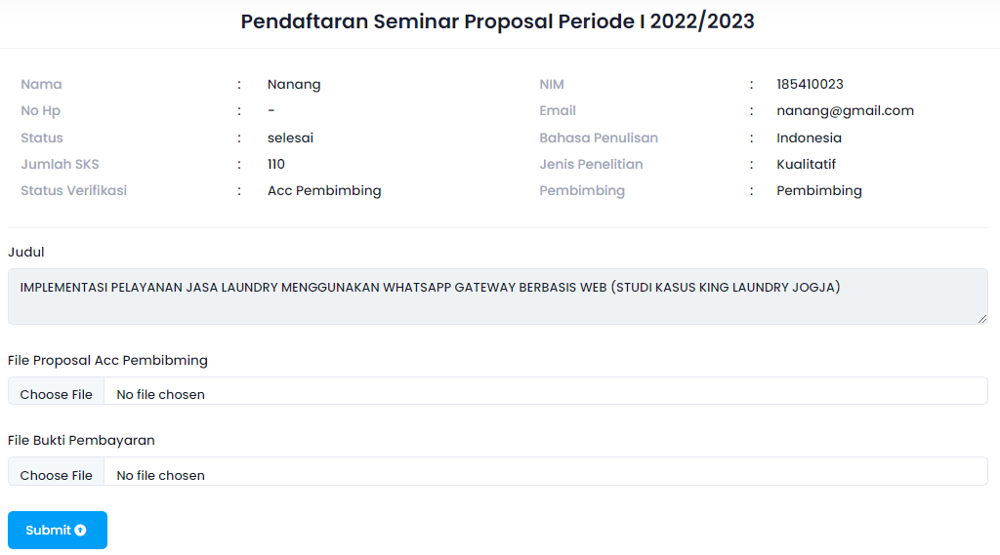 Pendaftaran Seminar Proposal Periode I 2022/2023
Nama : Nanang NIM : 185410023
No Hp : - Email : nanang@gmail.com
Status : selesai Bahasa Penulisan : Indonesia
Jumlah SKS : 110 Jenis Penelitian : Kualitatif
Status Verifikasi : Acc Pembimbing Pembimbing : Pembimbing
Judul
IMPLEMENTASI PELAYANAN JASA LAUNDRY MENGGUNAKAN WHATSAPP GATEWAY BERBASIS WEB (STUDI KASUS KING LAUNDRY JOGJA)
File Proposal Acc Pembibming
Choose File No file chosen
File Bukti Pembayaran
Choose File No file chosen
Submit